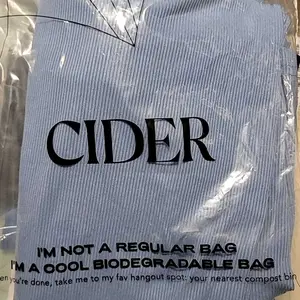 CIDER
I'M NOT A REGULAR BAG
I'M A COOL BIODEGRADABLE BAG
you're done, take me to my fav hangout spot: your nearest compost bin